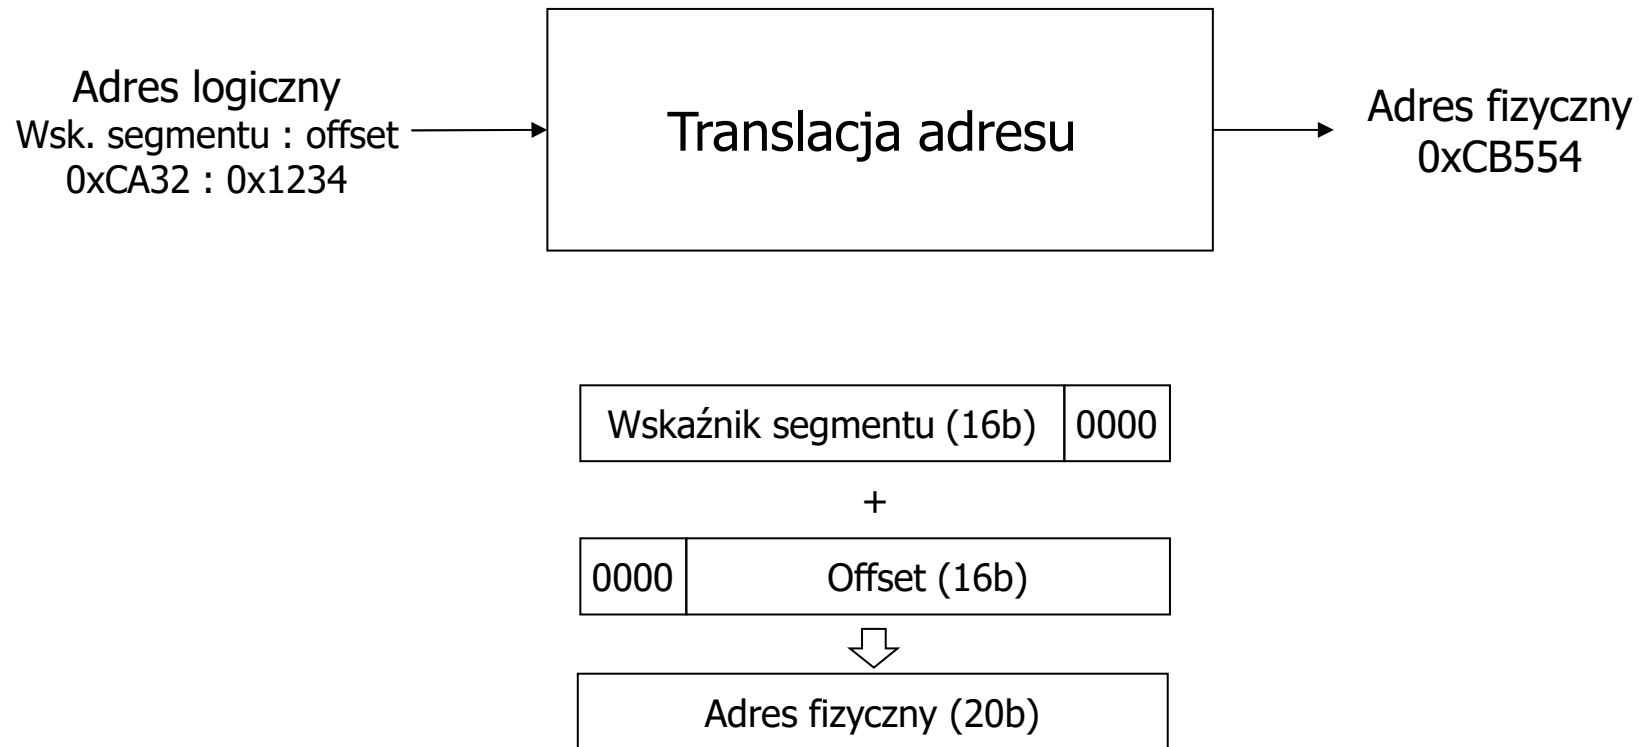 Adres logiczny
Wsk. segmentu : offset
0xCA32 : 0x1234
Translacja adresu
Adres fizyczny
0xCB554
Wskaźnik segmentu (16b) 0000
+
0000 Offset (16b)
Adres fizyczny (20b)